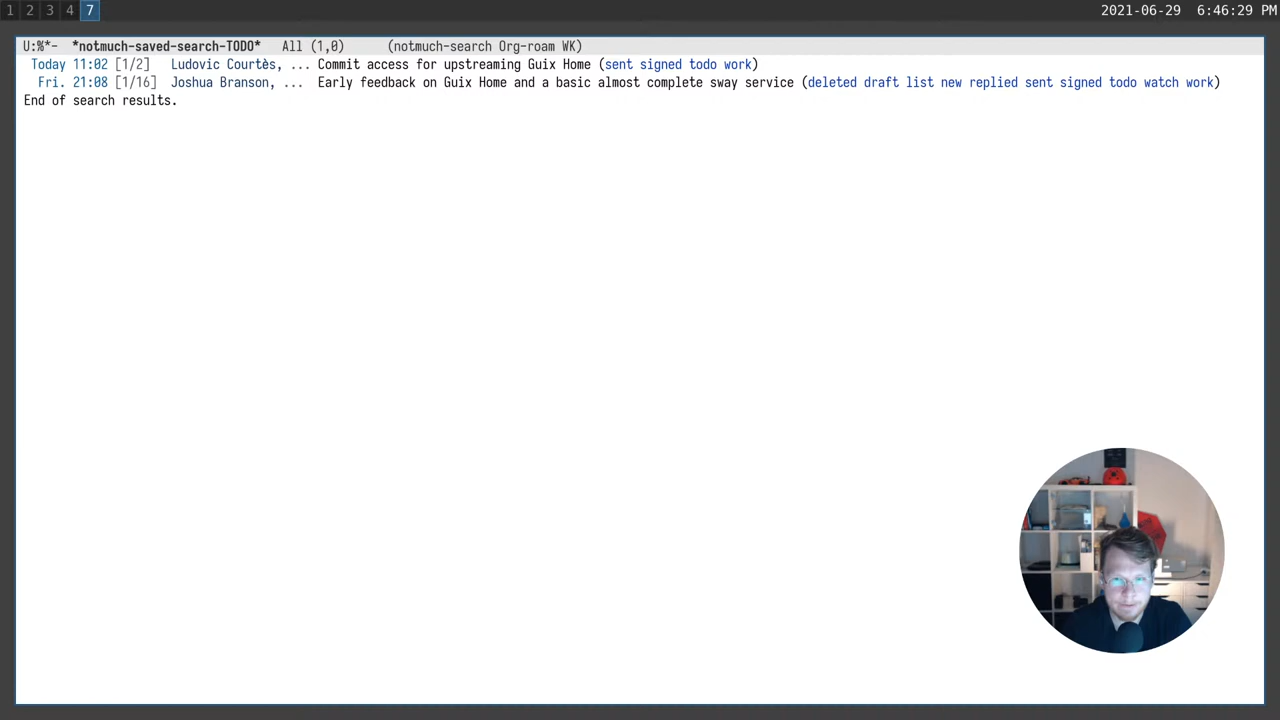 1 2 3 4 7 2021-06-29 6:46:29 PM
U:%*- *notmuch-saved-search-TODO* All (1,0) (notmuch-search Org-roam WK)
Today 11:02 [1/2] Ludovic Courtès, ... Commit access for upstreaming Guix Home (sent signed todo work)
Fri. 21:08 [1/16] Joshua Branson, ... Early feedback on Guix Home and a basic almost complete sway service (deleted draft list new replied sent signed todo watch work)
End of search results.